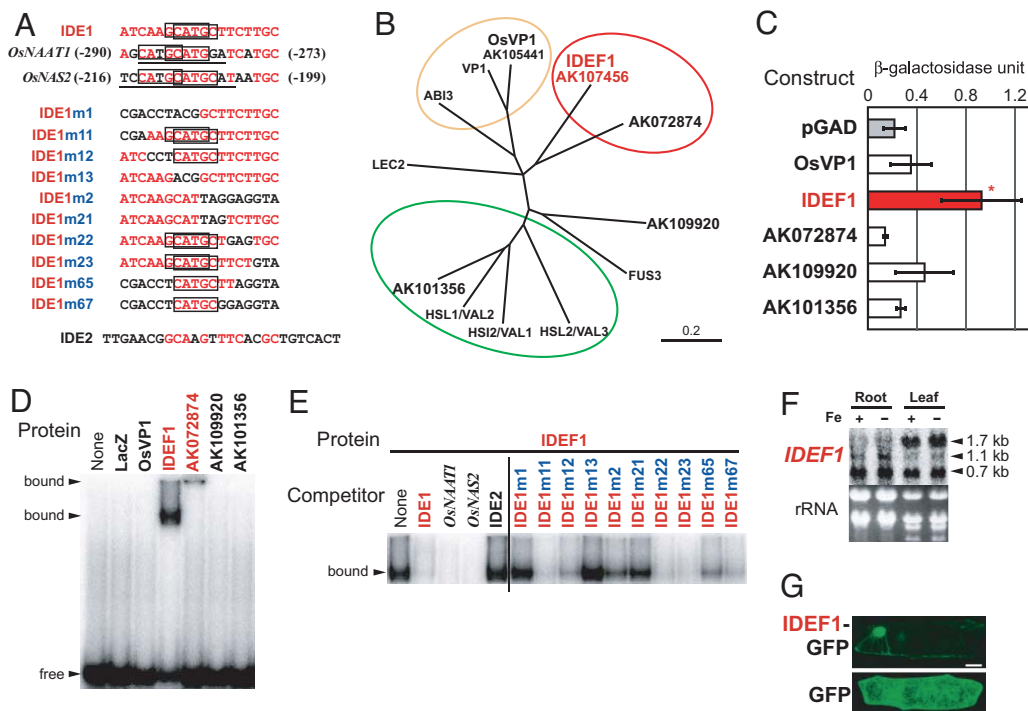 A
IDE1 ATCAAGCATGCTTCTTGC
OsNAAT1 (-290) AGCATGCATGGATCATGC (-273)
OsNAS2 (-216) TCCATGCATGCATAATGC (-199)
IDE1m1 CGACCTACGGCTTCTTGC
IDE1m11 CGAAAGCATGCTTCTTGC
IDE1m12 ATCCCTCATGCTTCTTGC
IDE1m13 ATCAAGACGGCTTCTTGC
IDE1m2 ATCAAGCATTAGGAGGTA
IDE1m21 ATCAAGCATTAGTCTTGC
IDE1m22 ATCAAGCATGCTGAGTGC
IDE1m23 ATCAAGCATGCTTCTGTA
IDE1m65 CGACCTCATGCTTAGGTA
IDE1m67 CGACCTCATGCGGAGGTA
IDE2 TTGAACGGCAAGTTTCACGCTGTCACT
B
OsVP1
AK105441
VP1
ABI3
LEC2
IDEF1
AK107456
AK072874
AK109920
FUS3
AK101356
HSL1/VAL2
HSI2/VAL1
HSL2/VAL3
0.2
C
Construct
β-galactosidase unit
0 0.4 0.8 1.2
pGAD
OsVP1
IDEF1 *
AK072874
AK109920
AK101356
D
Protein
None
LacZ
OsVP1
IDEF1
AK072874
AK109920
AK101356
bound
bound
free
E
Protein IDEF1
Competitor
None
IDE1
OsNAAT1
OsNAS2
IDE2
IDE1m1
IDE1m11
IDE1m12
IDE1m13
IDE1m2
IDE1m21
IDE1m22
IDE1m23
IDE1m65
IDE1m67
bound
F
Root Leaf
Fe + − + −
IDEF1
1.7 kb
1.1 kb
0.7 kb
rRNA
G
IDEF1-
GFP
GFP